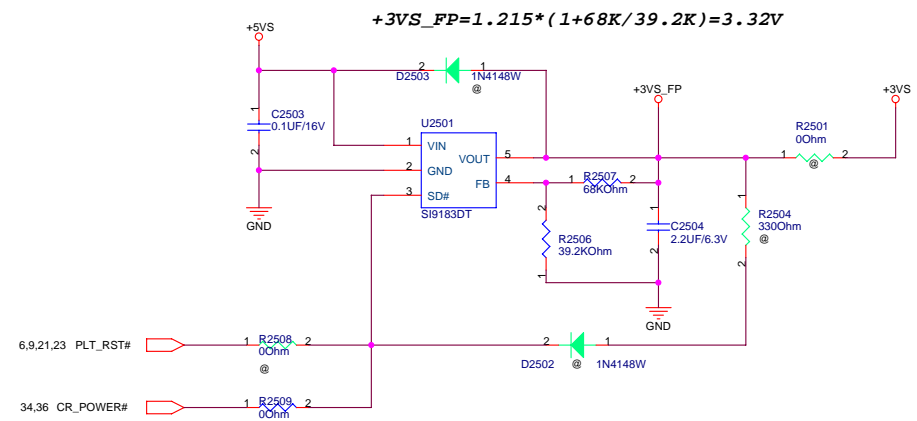 +3VS_FP=1.215*(1+68K/39.2K)=3.32V
+5VS
2 1
D2503 1N4148W
@
+3VS_FP
+3VS
1
C2503
0.1UF/16V
2
U2501
1 VIN
2 GND
3 SD#
VOUT 5
FB 4
SI9183DT
R2501
0Ohm
1 2
@
1 R2507 2
68KOhm
2
R2506
39.2KOhm
1
1
C2504
2.2UF/6.3V
2
1
R2504
330Ohm
@
2
GND
GND
6,9,21,23 PLT_RST#
1 R2508 2
0Ohm
@
2 1
D2502 @ 1N4148W
34,36 CR_POWER#
1 R2509 2
0Ohm